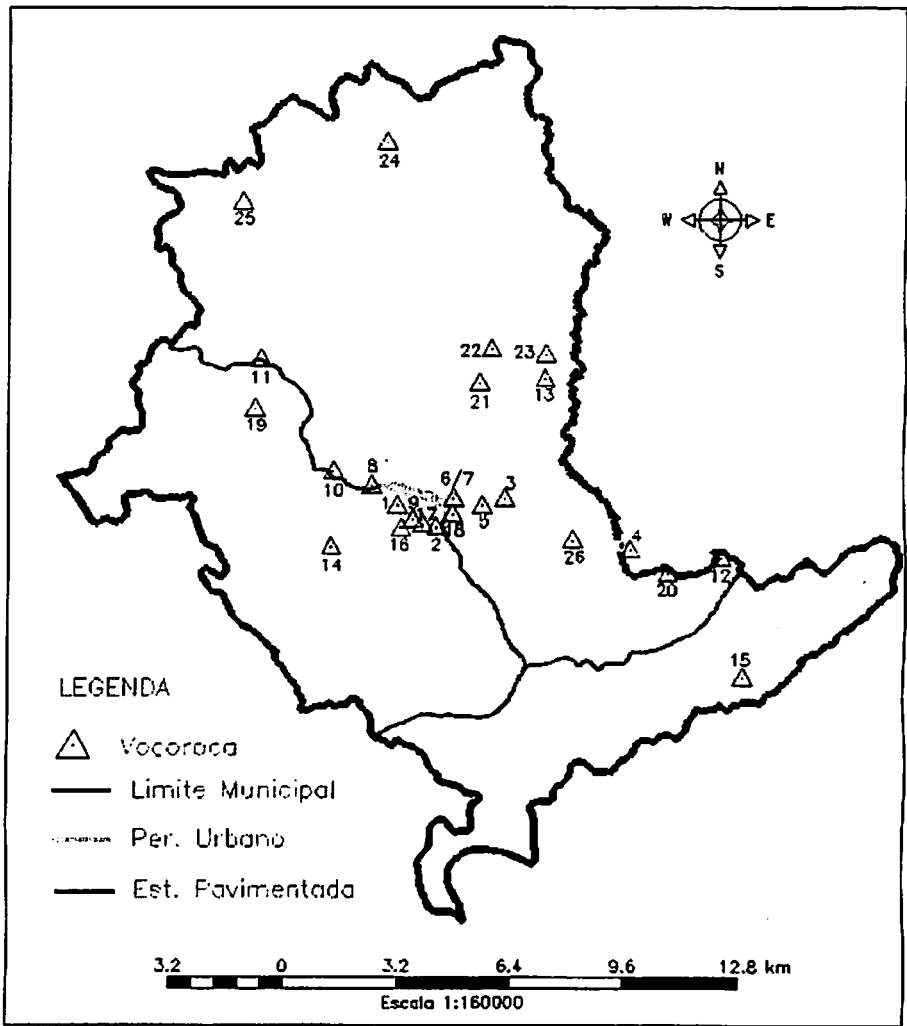 24
N
W E
S
25
22 23
11 21 13
19
8 6/7 3
10 1 9 5
17 18
16 2 4
14 26 20 12
15
LEGENDA
Vocoroca
Limite Municipal
Per. Urbano
Est. Pavimentada
3.2 0 3.2 6.4 9.6 12.8 km
Escala 1:160000